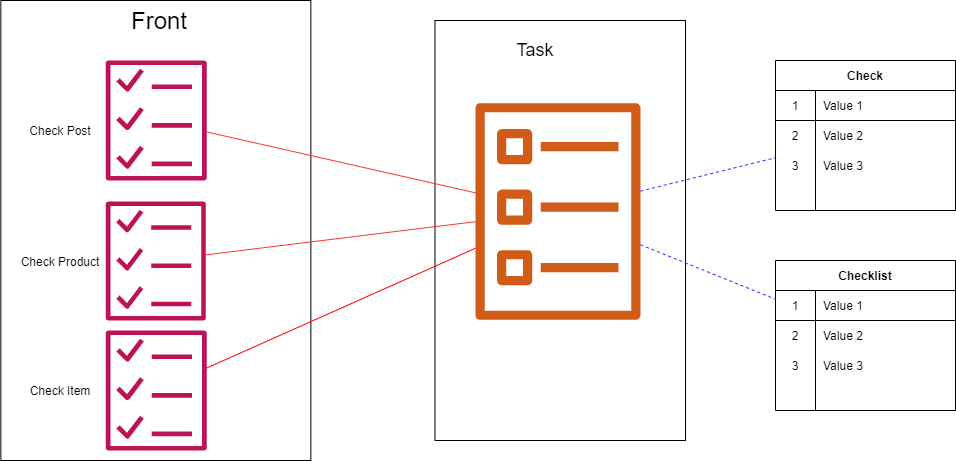 Front
Check Post
Check Product
Check Item
Task
Check
1 Value 1
2 Value 2
3 Value 3
Checklist
1 Value 1
2 Value 2
3 Value 3